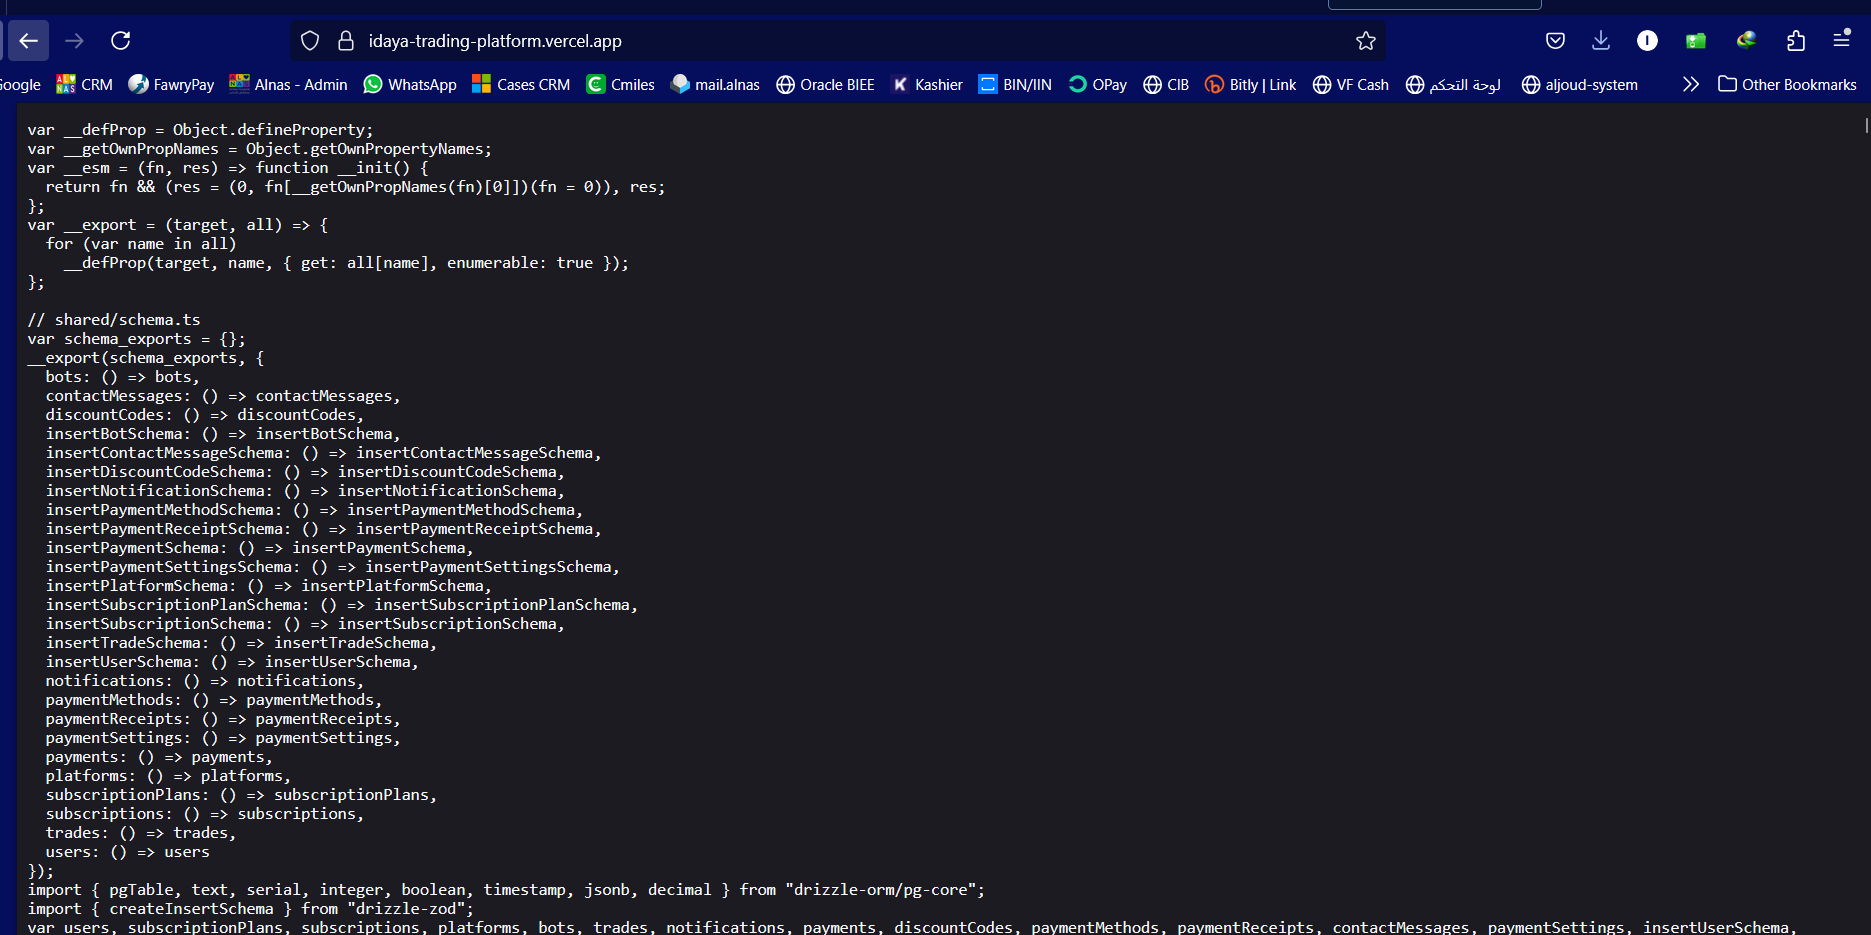 idaya-trading-platform.vercel.app
oogle CRM FawryPay Alnas - Admin WhatsApp Cases CRM Cmiles mail.alnas Oracle BIEE Kashier BIN/IIN OPay CIB Bitly | Link VF Cash لوحة التحكم aljoud-system Other Bookmarks
var __defProp = Object.defineProperty;
var __getOwnPropNames = Object.getOwnPropertyNames;
var __esm = (fn, res) => function __init() {
  return fn && (res = (0, fn[__getOwnPropNames(fn)[0]])(fn = 0)), res;
};
var __export = (target, all) => {
  for (var name in all)
    __defProp(target, name, { get: all[name], enumerable: true });
};
// shared/schema.ts
var schema_exports = {};
__export(schema_exports, {
  bots: () => bots,
  contactMessages: () => contactMessages,
  discountCodes: () => discountCodes,
  insertBotSchema: () => insertBotSchema,
  insertContactMessageSchema: () => insertContactMessageSchema,
  insertDiscountCodeSchema: () => insertDiscountCodeSchema,
  insertNotificationSchema: () => insertNotificationSchema,
  insertPaymentMethodSchema: () => insertPaymentMethodSchema,
  insertPaymentReceiptSchema: () => insertPaymentReceiptSchema,
  insertPaymentSchema: () => insertPaymentSchema,
  insertPaymentSettingsSchema: () => insertPaymentSettingsSchema,
  insertPlatformSchema: () => insertPlatformSchema,
  insertSubscriptionPlanSchema: () => insertSubscriptionPlanSchema,
  insertSubscriptionSchema: () => insertSubscriptionSchema,
  insertTradeSchema: () => insertTradeSchema,
  insertUserSchema: () => insertUserSchema,
  notifications: () => notifications,
  paymentMethods: () => paymentMethods,
  paymentReceipts: () => paymentReceipts,
  paymentSettings: () => paymentSettings,
  payments: () => payments,
  platforms: () => platforms,
  subscriptionPlans: () => subscriptionPlans,
  subscriptions: () => subscriptions,
  trades: () => trades,
  users: () => users
});
import { pgTable, text, serial, integer, boolean, timestamp, jsonb, decimal } from "drizzle-orm/pg-core";
import { createInsertSchema } from "drizzle-zod";
var users, subscriptionPlans, subscriptions, platforms, bots, trades, notifications, payments, discountCodes, paymentMethods, paymentReceipts, contactMessages, paymentSettings, insertUserSchema,